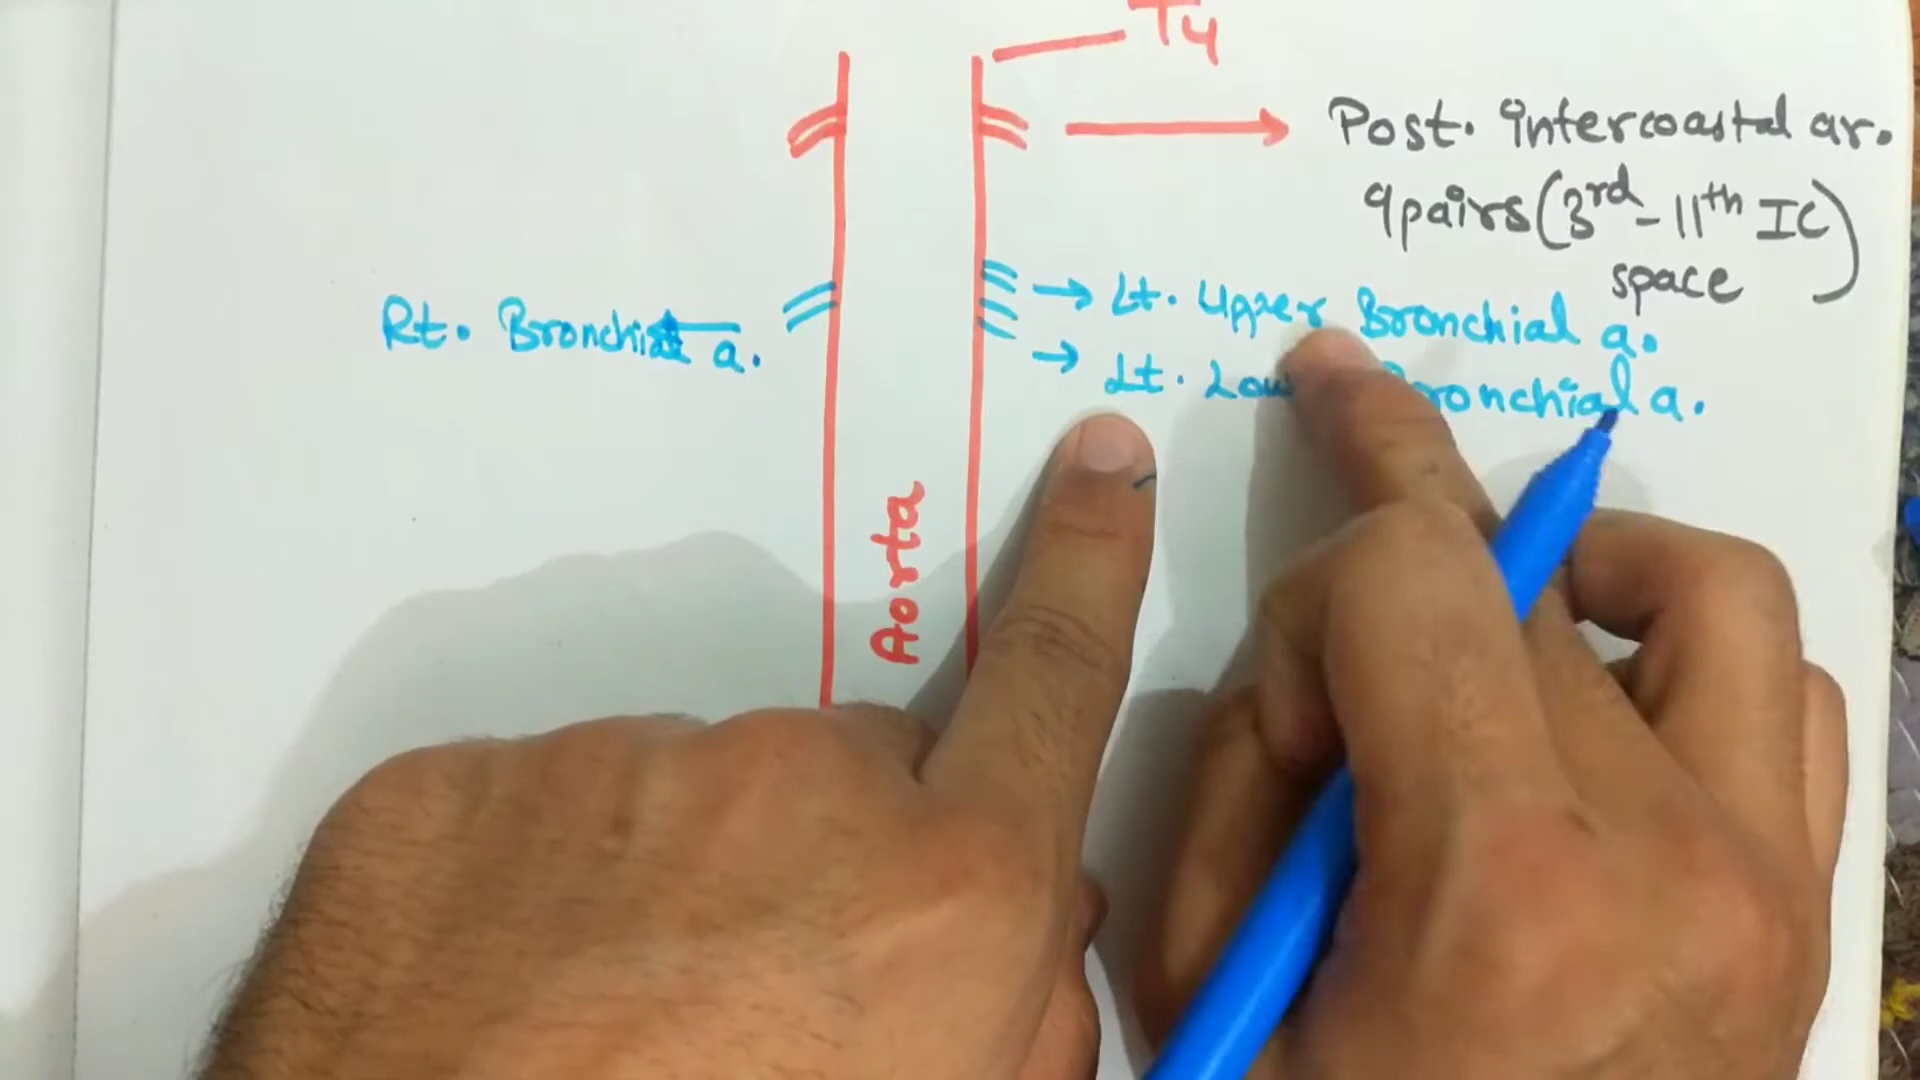 T4
Post. intercoastal ar.
9pairs (3rd - 11th IC)
space
Lt. Upper Bronchial a.
Rt. Bronchial a.
Lt. a.
Aorta